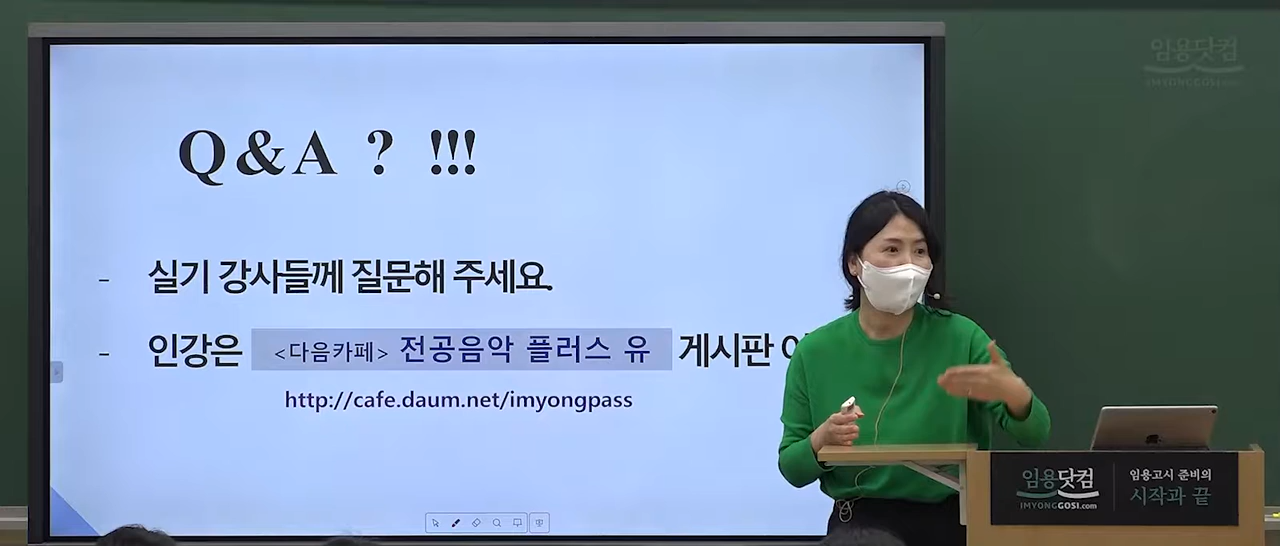 Q&A ? !!!
- 실기 강사들께 질문해 주세요.
- 인강은 <다음카페> 전공음악 플러스 유 게시판
http://cafe.daum.net/imyongpass
임용닷컴
IMYONGGOSI.com
임용닷컴
IMYONGGOSI.com
임용고시 준비의
시작과 끝